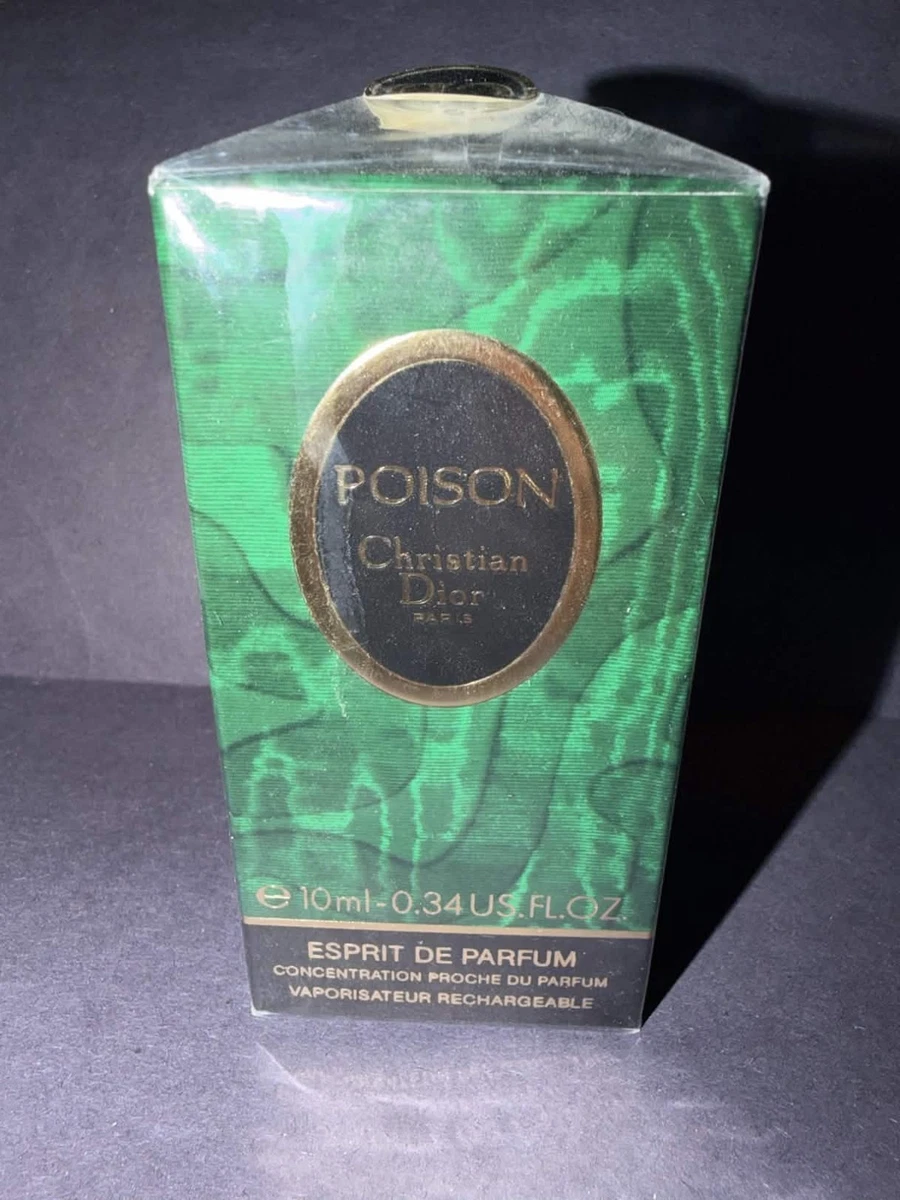 POISON
Christian
Dior
PARIS
℮ 10ml-0.34 US.FL.OZ.
ESPRIT DE PARFUM
CONCENTRATION PROCHE DU PARFUM
VAPORISATEUR RECHARGEABLE